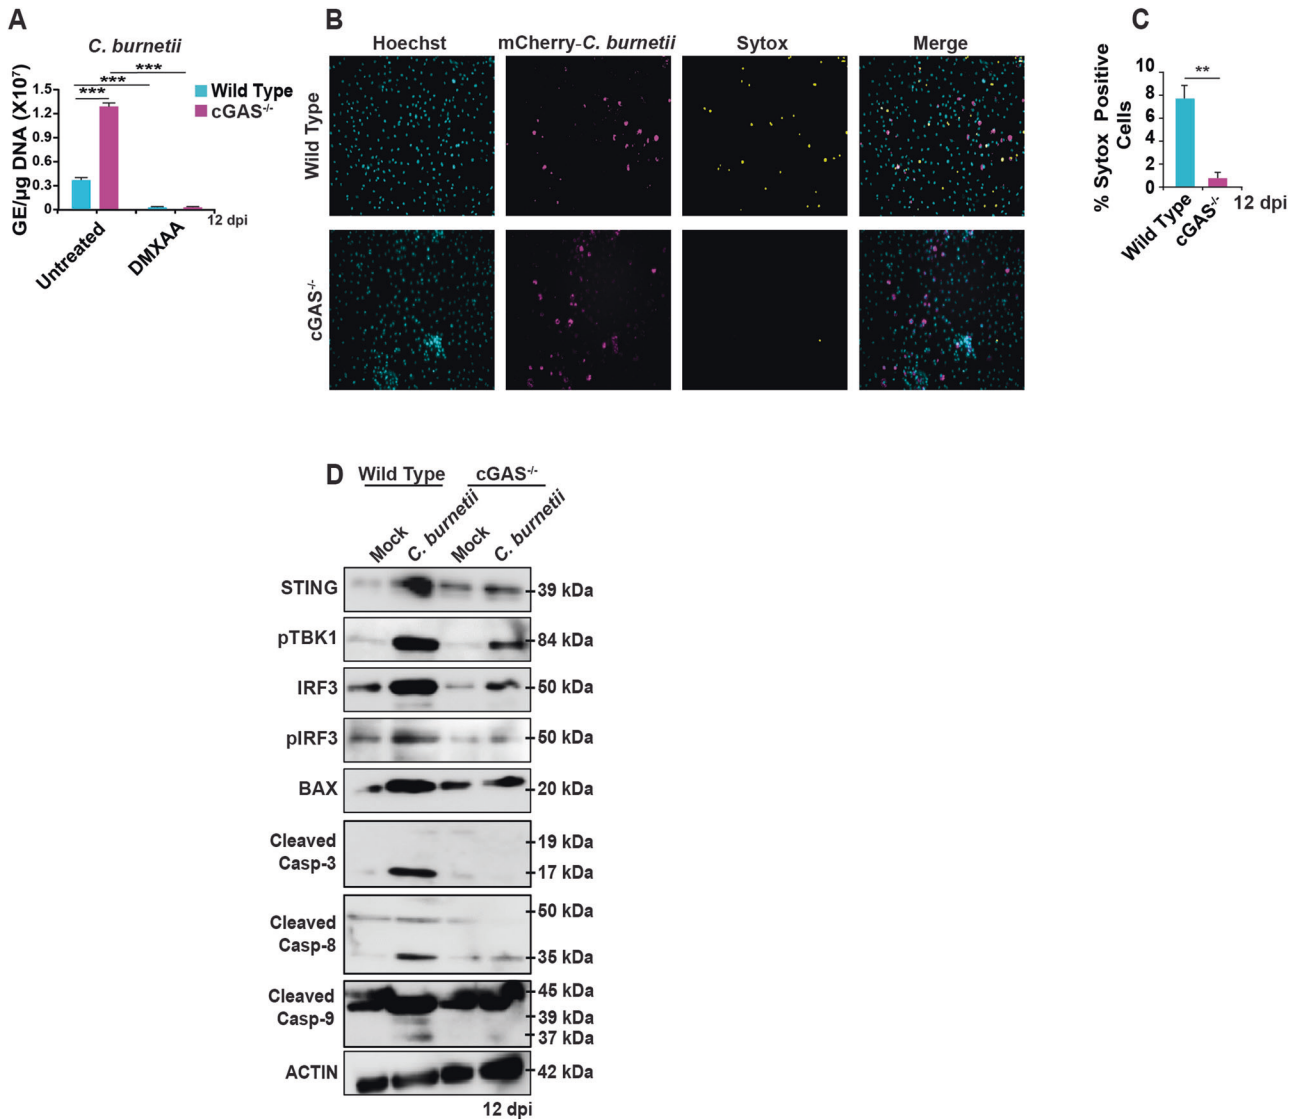 A
C. burnetii
***
***
***
Wild Type
cGAS-/-
GE/µg DNA (X10⁷)
1.5
1.2
0.9
0.6
0.3
0
Untreated
DMXAA
12 dpi
B
Hoechst
mCherry-C. burnetii
Sytox
Merge
Wild Type
cGAS-/-
C
% Sytox Positive
Cells
10
8
6
4
2
0
**
Wild Type
cGAS-/-
12 dpi
D
Wild Type
cGAS-/-
Mock
C. burnetii
Mock
C. burnetii
STING
39 kDa
pTBK1
84 kDa
IRF3
50 kDa
pIRF3
50 kDa
BAX
20 kDa
Cleaved
Casp-3
19 kDa
17 kDa
Cleaved
Casp-8
50 kDa
35 kDa
Cleaved
Casp-9
45 kDa
39 kDa
37 kDa
ACTIN
42 kDa
12 dpi